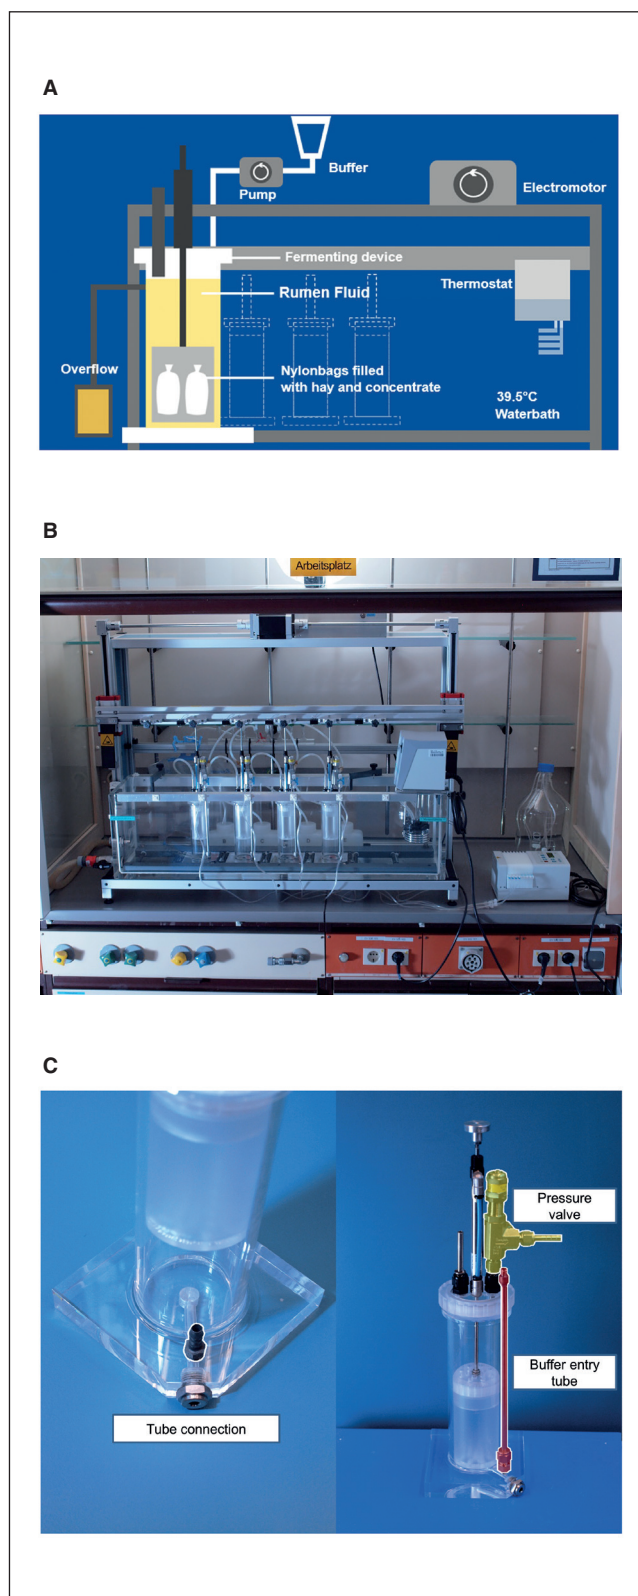 A
Buffer
Pump
Electromotor
Fermenting device
Thermostat
Rumen Fluid
Overflow
Nylonbags filled
with hay and concentrate
39.5°C
Waterbath
B
Arbeitsplatz
C
Pressure
valve
Buffer entry
tube
Tube connection